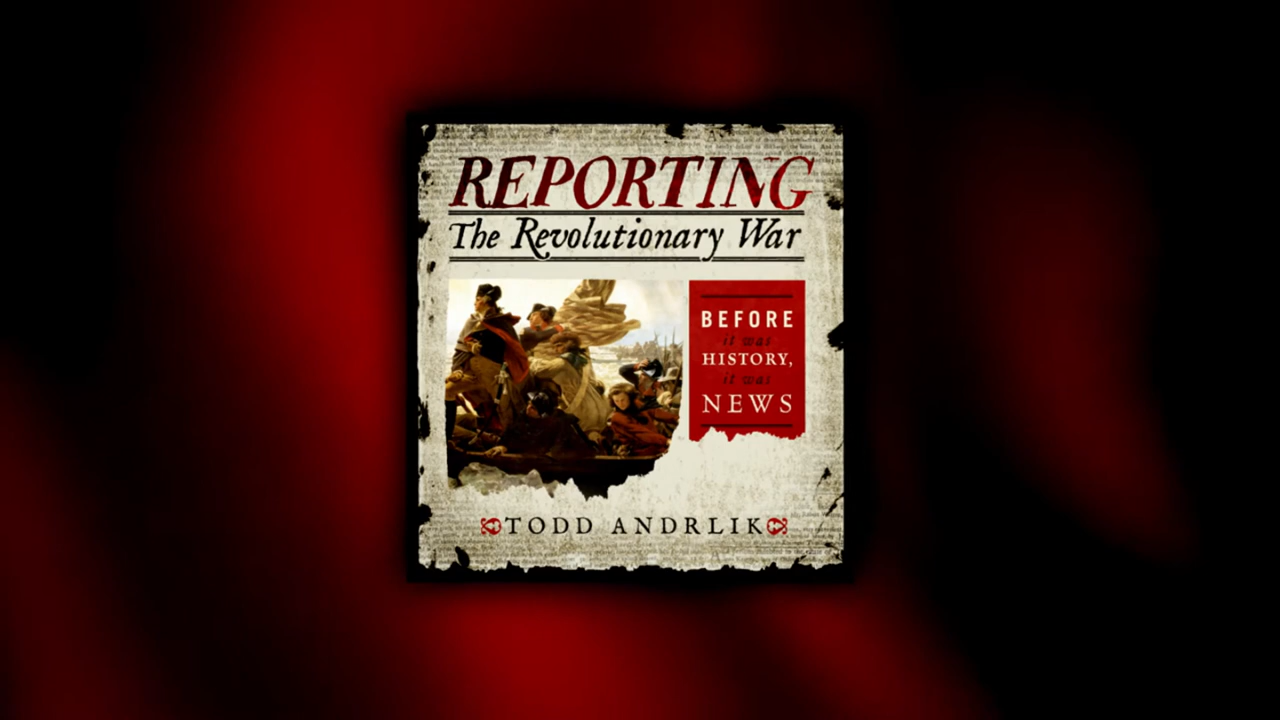 REPORTING
The Revolutionary War
BEFORE
it was
HISTORY,
it was
NEWS
TODD ANDRLIK